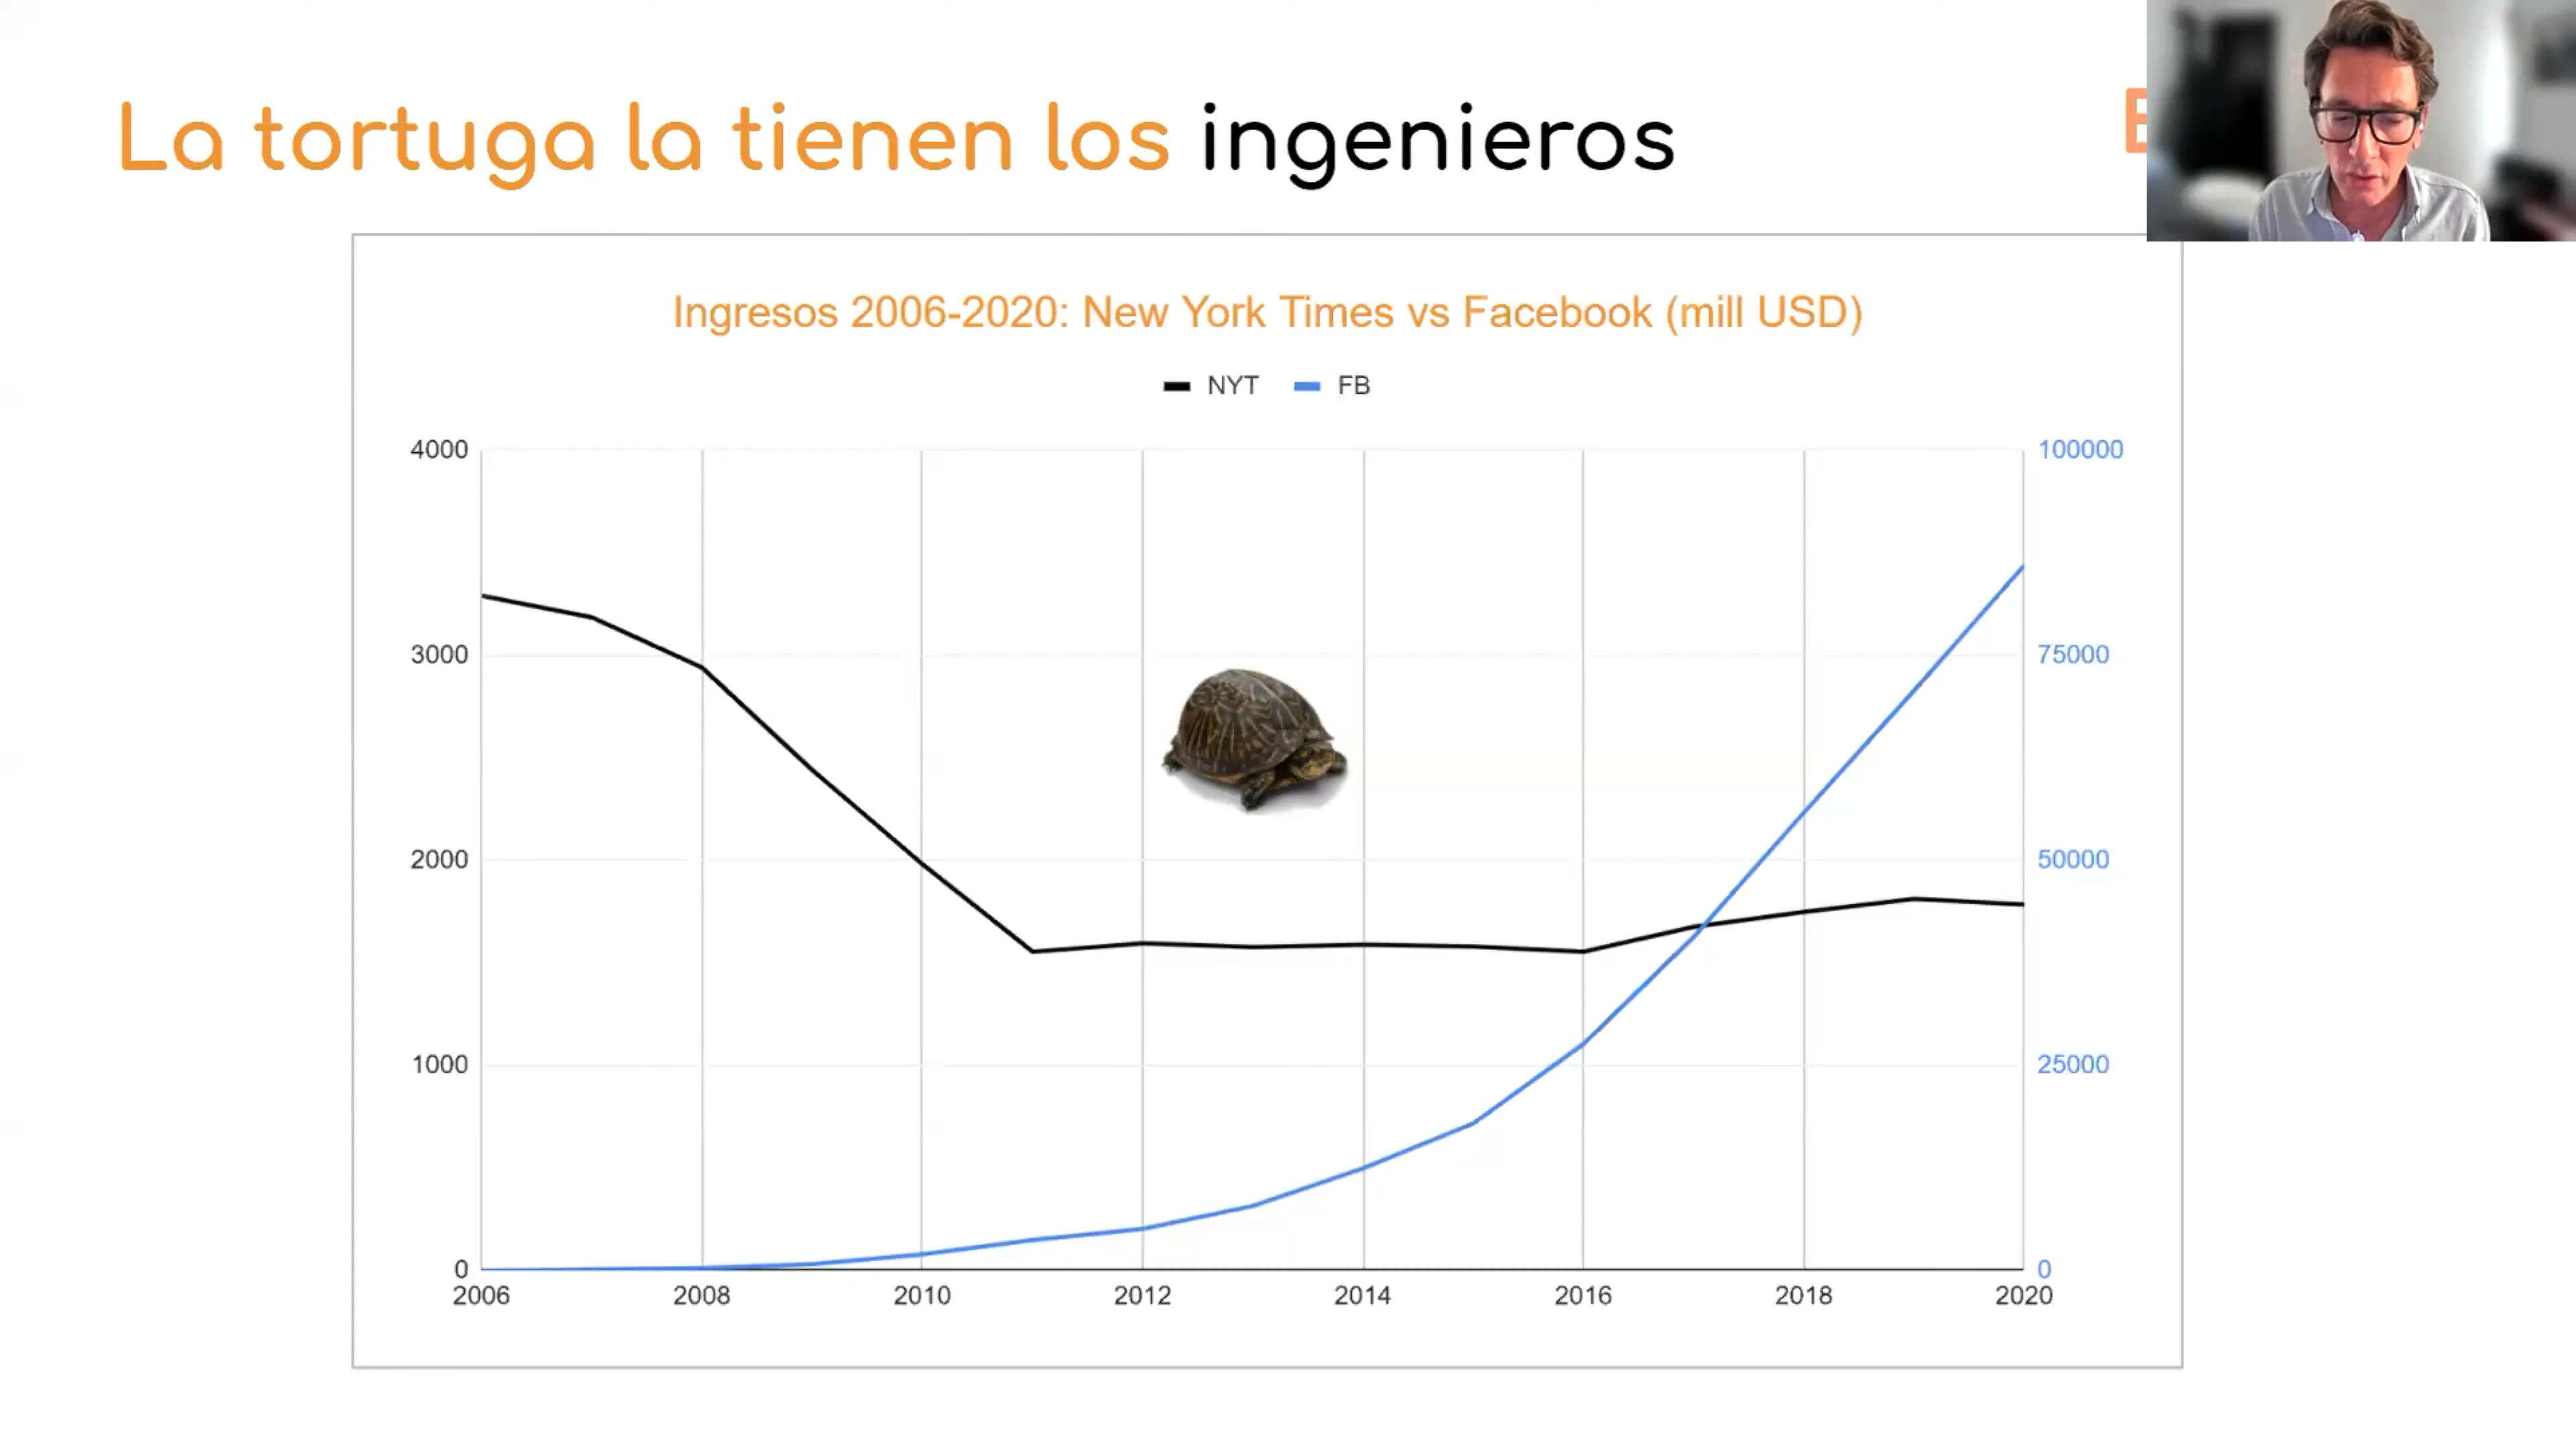 La tortuga la tienen los ingenieros
Ingresos 2006-2020: New York Times vs Facebook (mill USD)
NYT FB
4000 100000
3000 75000
2000 50000
1000 25000
0 0
2006 2008 2010 2012 2014 2016 2018 2020